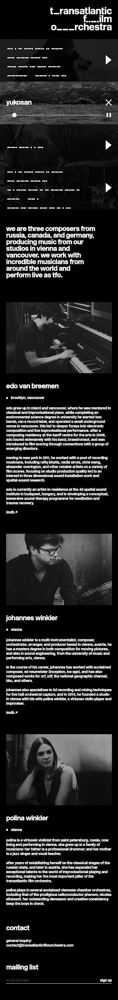 t_ransatlantic
f.._.ilm
o___rchestra
yukosan
we are three composers from
russia, canada, and germany,
producing music from our
studios in vienna and
vancouver. we work with
incredible musicians from
around the world and
perform live as tfo.
edo van breemen
brooklyn, vancouver
edo grew up in miami and vancouver, where he was mentored in
classical and improvisational piano. while completing an
environmental science degree in university he started two
bands, ran a record label, and operated a small underground
venue in vancouver. this led to deeper forays into electronic
composition and live improvisational performance. after a
composing residency at the banff centre for the arts in 2008,
edo toured extensively with his band, brasstronaut, and was
introduced to film scoring through connections with a group of
emerging directors.
moving to new york in 2011, he worked with a pool of recording
musicians, including rafiq bhatia, nadia sirota, chris wang,
alexander overington, and other notable artists on a variety of
film scores. focusing on studio production quality led to an
interest in three dimensional sound installation work and
spatial-sound research.
edo is currently an artist-in-residence at the 4d spatial sound
institute in budapest, hungary, and is developing a conceptual,
immersive sound-therapy programme for meditation and
trauma recovery.
imdb ↗
johannes winkler
vienna
johannes winkler is a multi-instrumentalist, composer,
orchestrator, arranger, and producer based in vienna, austria. he
has a masters degree in both composition for moving pictures,
and also in sound engineering, from the university of music and
performing arts, vienna.
in the course of his career, johannes has worked with acclaimed
composer, ed neumeister (inception, ice age), and has also
composed works for orf, zdf, the national geographic channel,
bbc, and others.
johannes also specializes in 3d recording and mixing techniques
for live hall orchestral capture, and in 2014, he founded a studio
in vienna with his wife polina winkler, a virtuoso violin player and
improviser.
imdb ↗
polina winkler
vienna
polina is a virtuosic violinist from saint petersburg, russia, now
living and performing in vienna. she grew up in a family of
musicians: her father is a professional drummer; and her mother
is a jazz singer and vocal teacher.
after years of establishing herself on the classical stages of the
russian state, and later in austria, she has expanded her
exceptional talents to the world of improvisational playing and
recording, making her the most important pillar of the
transatlantic film orchestra.
polina plays in several acclaimed viennese chamber orchestras,
including that of the prodigious cello/conductor phenom, nicolas
altstaedt. her outstanding demeanor and creative consistency
keep the boys in check.
contact
general inquiry:
contact@transatlanticfilmorchestra.com
mailing list
email address
sign up